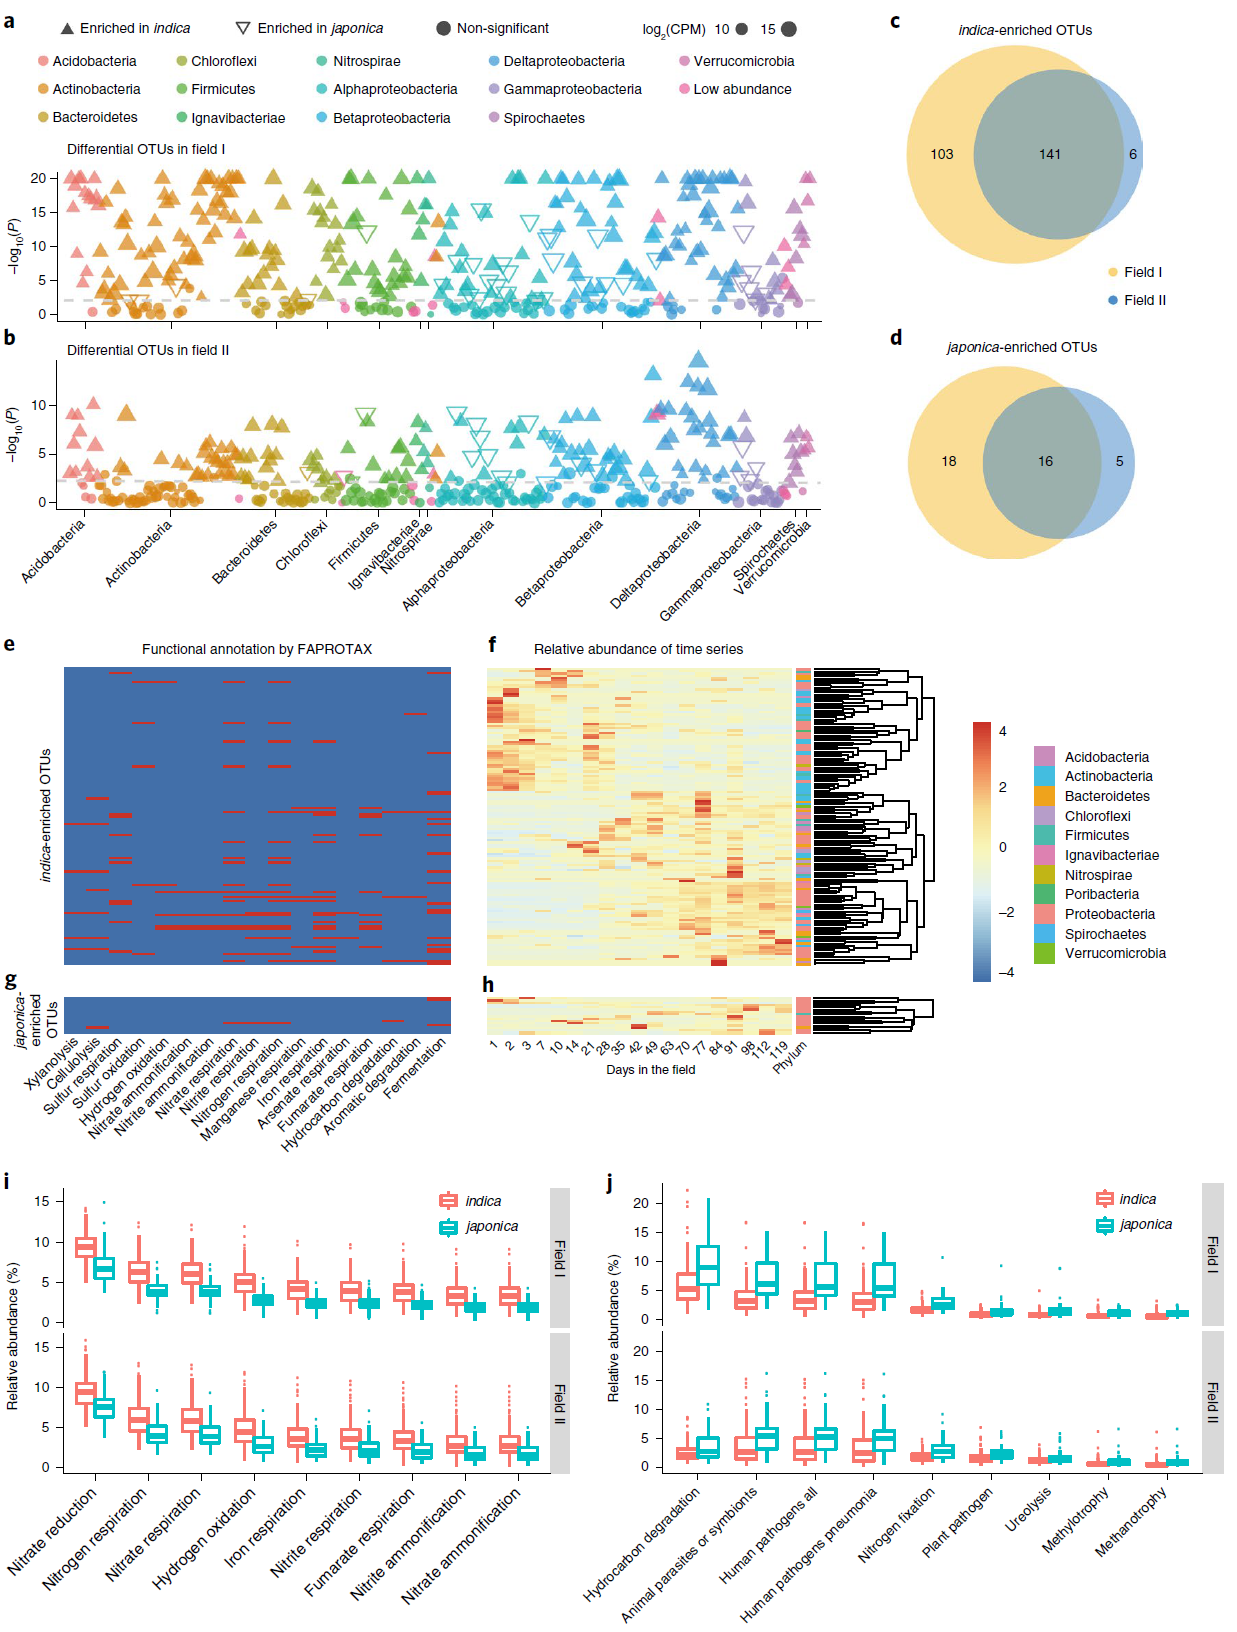 a
Enriched in indica
Enriched in japonica
Non-significant
log2(CPM) 10 15
Acidobacteria
Chloroflexi
Nitrospirae
Deltaproteobacteria
Verrucomicrobia
Actinobacteria
Firmicutes
Alphaproteobacteria
Gammaproteobacteria
Low abundance
Bacteroidetes
Ignavibacteriae
Betaproteobacteria
Spirochaetes
Differential OTUs in field I
–log10(P)
20
15
10
5
0
b
Differential OTUs in field II
–log10(P)
10
5
0
Acidobacteria
Actinobacteria
Bacteroidetes
Chloroflexi
Firmicutes
Ignavibacteriae
Nitrospirae
Alphaproteobacteria
Betaproteobacteria
Deltaproteobacteria
Gammaproteobacteria
Spirochaetes
Verrucomicrobia
c
indica-enriched OTUs
103
141
6
Field I
Field II
d
japonica-enriched OTUs
18
16
5
e
Functional annotation by FAPROTAX
indica-enriched OTUs
f
Relative abundance of time series
4
2
0
–2
–4
Acidobacteria
Actinobacteria
Bacteroidetes
Chloroflexi
Firmicutes
Ignavibacteriae
Nitrospirae
Poribacteria
Proteobacteria
Spirochaetes
Verrucomicrobia
g
japonica-
enriched
OTUs
Xylanolysis
Cellulolysis
Sulfur respiration
Sulfur oxidation
Hydrogen oxidation
Nitrate ammonification
Nitrite ammonification
Nitrate respiration
Nitrite respiration
Nitrogen respiration
Manganese respiration
Iron respiration
Arsenate respiration
Fumarate respiration
Hydrocarbon degradation
Aromatic degradation
Fermentation
h
1 2 3 7 10 14 21 28 35 42 49 63 70 77 84 91 98 112 119
Phylum
Days in the field
i
indica
japonica
Relative abundance (%)
15
10
5
0
Field I
15
10
5
0
Field II
Nitrate reduction
Nitrogen respiration
Nitrate respiration
Hydrogen oxidation
Iron respiration
Nitrite respiration
Fumarate respiration
Nitrite ammonification
Nitrate ammonification
j
indica
japonica
Relative abundance (%)
20
15
10
5
0
Field I
20
15
10
5
0
Field II
Hydrocarbon degradation
Animal parasites or symbionts
Human pathogens all
Human pathogens pneumonia
Nitrogen fixation
Plant pathogen
Ureolysis
Methylotrophy
Methanotrophy